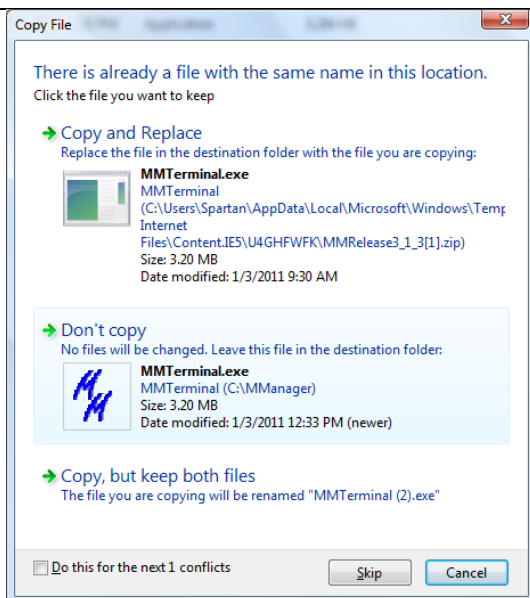 Copy File
There is already a file with the same name in this location.
Click the file you want to keep
Copy and Replace
Replace the file in the destination folder with the file you are copying:
MMTerminal.exe
MMTerminal
(C:\Users\Spartan\AppData\Local\Microsoft\Windows\Temp
Internet
Files\Content.IE5\U4GHFWFK\MMRelease3_1_3[1].zip)
Size: 3.20 MB
Date modified: 1/3/2011 9:30 AM
Don't copy
No files will be changed. Leave this file in the destination folder:
MM
MMTerminal.exe
MMTerminal (C:\MManager)
Size: 3.20 MB
Date modified: 1/3/2011 12:33 PM (newer)
Copy, but keep both files
The file you are copying will be renamed "MMTerminal (2).exe"
Do this for the next 1 conflicts
Skip
Cancel